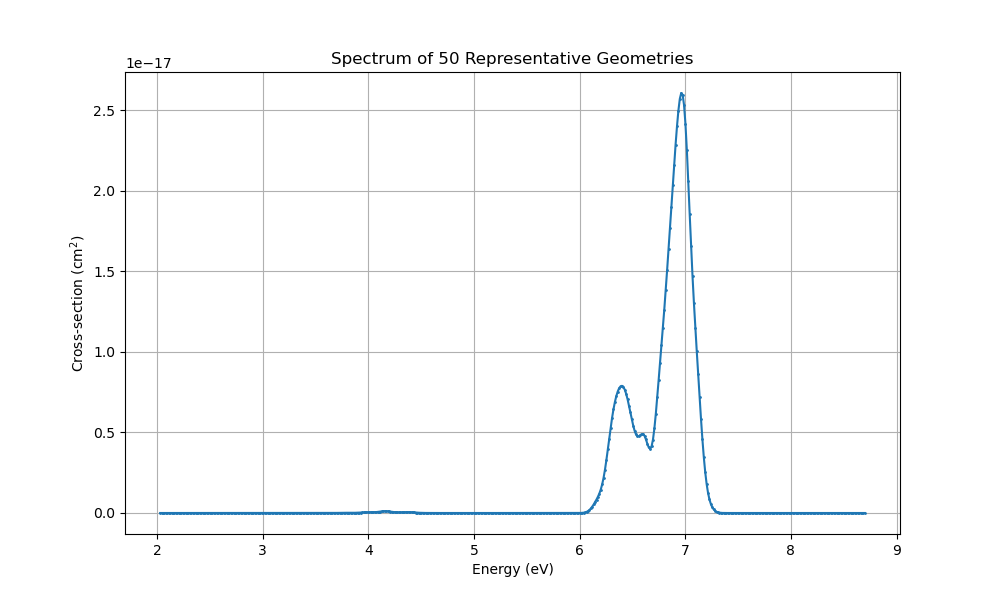 Spectrum of 50 Representative Geometries
1e−17
2.5
2.0
1.5
1.0
0.5
0.0
Cross-section (cm²)
2 3 4 5 6 7 8 9
Energy (eV)